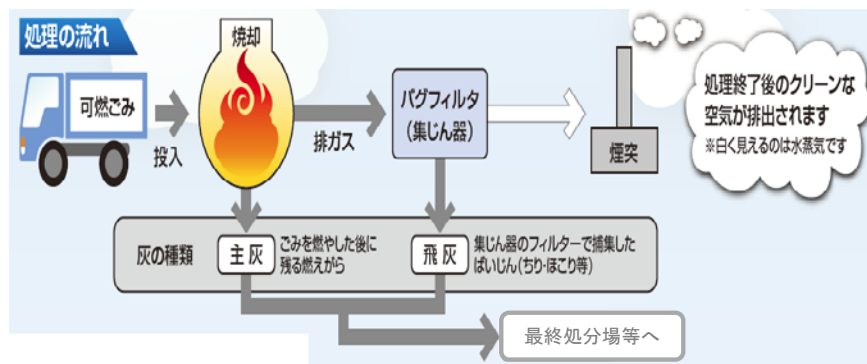 処理の流れ
焼却
可燃ごみ
投入
排ガス
バグフィルタ
(集じん器)
煙突
処理終了後のクリーンな
空気が排出されます
※白く見えるのは水蒸気です
灰の種類
主灰
ごみを燃やした後に
残る燃えがら
飛灰
集じん器のフィルターで捕集した
ばいじん(ちり・ほこり等)
最終処分場等へ